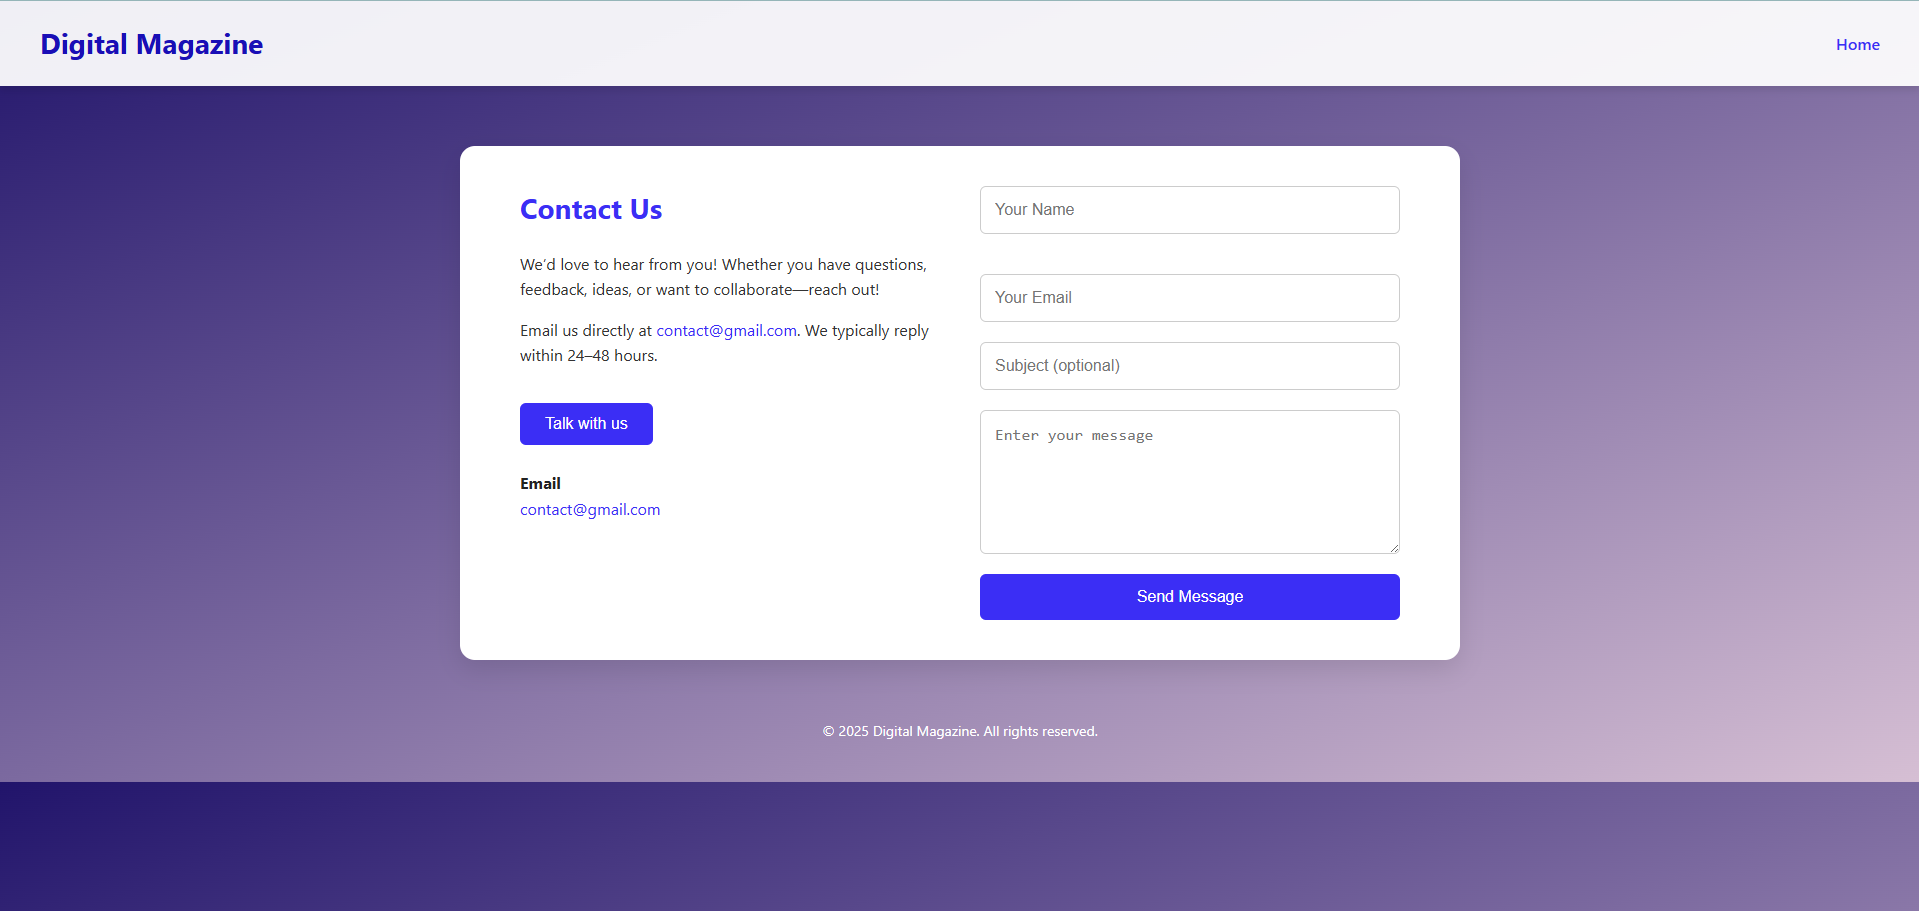 Digital Magazine
Home
Contact Us
We'd love to hear from you! Whether you have questions,
feedback, ideas, or want to collaborate—reach out!
Email us directly at contact@gmail.com. We typically reply
within 24–48 hours.
Talk with us
Email
contact@gmail.com
Your Name
Your Email
Subject (optional)
Enter your message
Send Message
© 2025 Digital Magazine. All rights reserved.